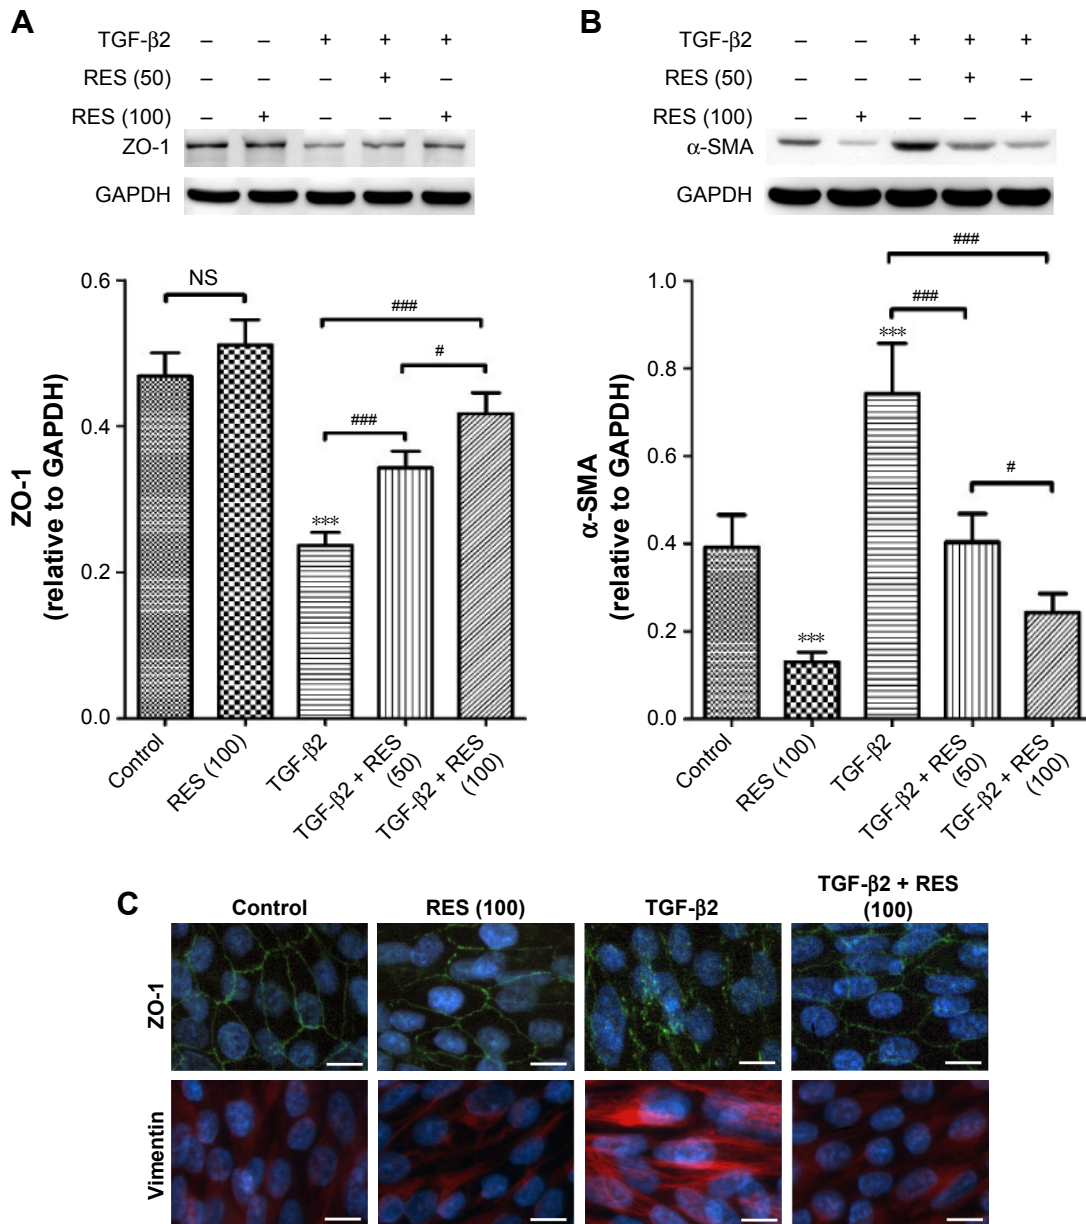 A
TGF-β2 – – + + +
RES (50) – – – + –
RES (100) – + – – +
ZO-1
GAPDH
0.6
0.4
0.2
0.0
ZO-1
(relative to GAPDH)
NS
###
#
###
***
Control
RES (100)
TGF-β2
TGF-β2 + RES
(50)
TGF-β2 + RES
(100)
B
TGF-β2 – – + + +
RES (50) – – – + –
RES (100) – + – – +
α-SMA
GAPDH
1.0
0.8
0.6
0.4
0.2
0.0
α-SMA
(relative to GAPDH)
###
###
***
#
***
Control
RES (100)
TGF-β2
TGF-β2 + RES
(50)
TGF-β2 + RES
(100)
C
Control
RES (100)
TGF-β2
TGF-β2 + RES
(100)
ZO-1
Vimentin